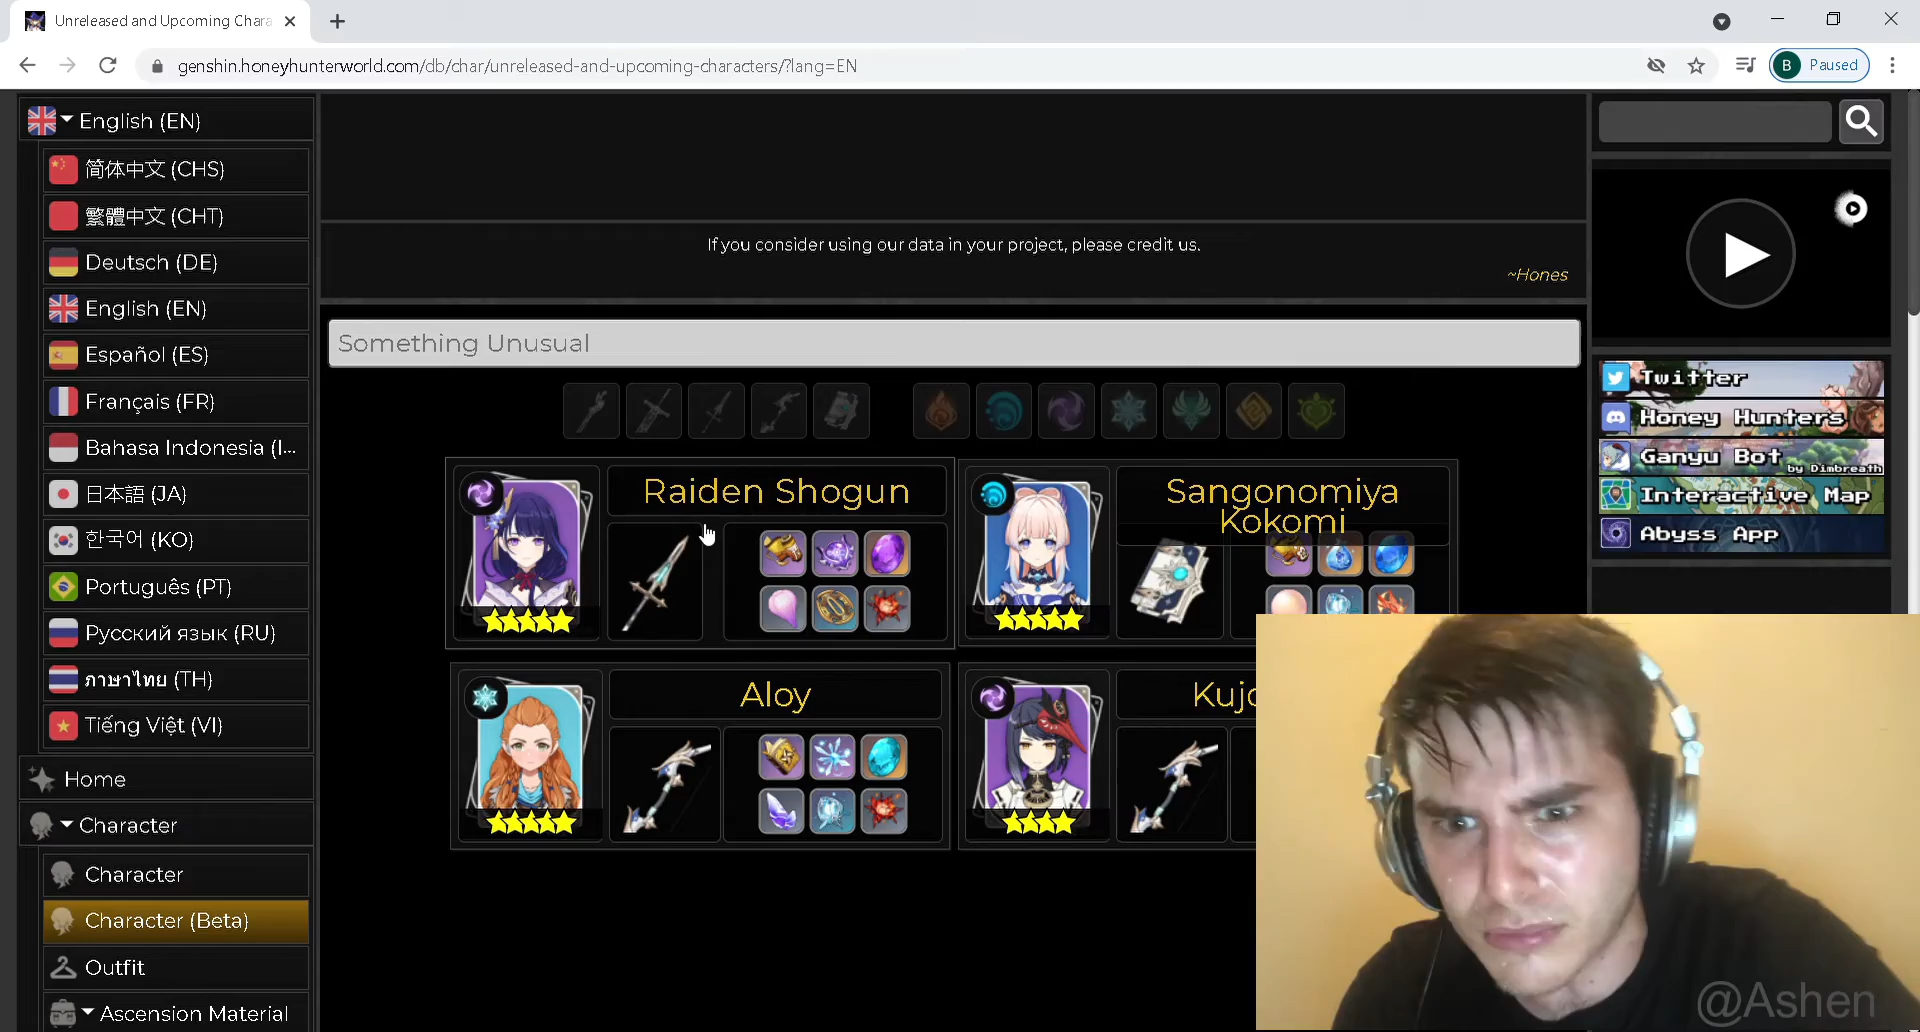 Unreleased and Upcoming Chara
genshin.honeyhunterworld.com/db/char/unreleased-and-upcoming-characters/?lang=EN
B Paused
English (EN)
简体中文 (CHS)
繁體中文 (CHT)
Deutsch (DE)
English (EN)
Español (ES)
Français (FR)
Bahasa Indonesia (I...
日本語 (JA)
한국어 (KO)
Português (PT)
Русский язык (RU)
ภาษาไทย (TH)
Tiếng Việt (VI)
Home
Character
Character
Character (Beta)
Outfit
Ascension Material
If you consider using our data in your project, please credit us.
~Hones
Something Unusual
Raiden Shogun
Sangonomiya
Kokomi
Aloy
Kujo
Twitter
Honey Hunters
Ganyu Bot
by Dimbreath
Interactive Map
Abyss App
@Ashen